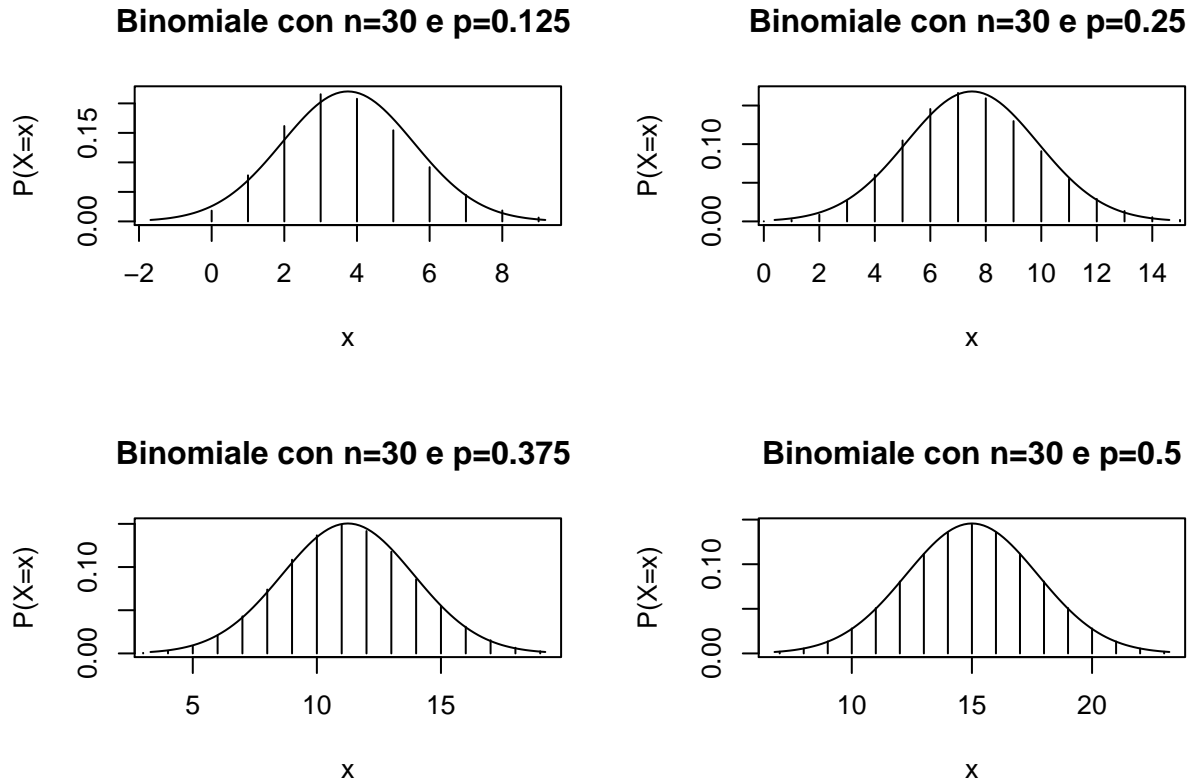 Binomiale con n=30 e p=0.125
P(X=x)
0.00 0.15
−2 0 2 4 6 8
x
Binomiale con n=30 e p=0.25
P(X=x)
0.00 0.10
0 2 4 6 8 10 12 14
x
Binomiale con n=30 e p=0.375
P(X=x)
0.00 0.10
5 10 15
x
Binomiale con n=30 e p=0.5
P(X=x)
0.00 0.10
10 15 20
x